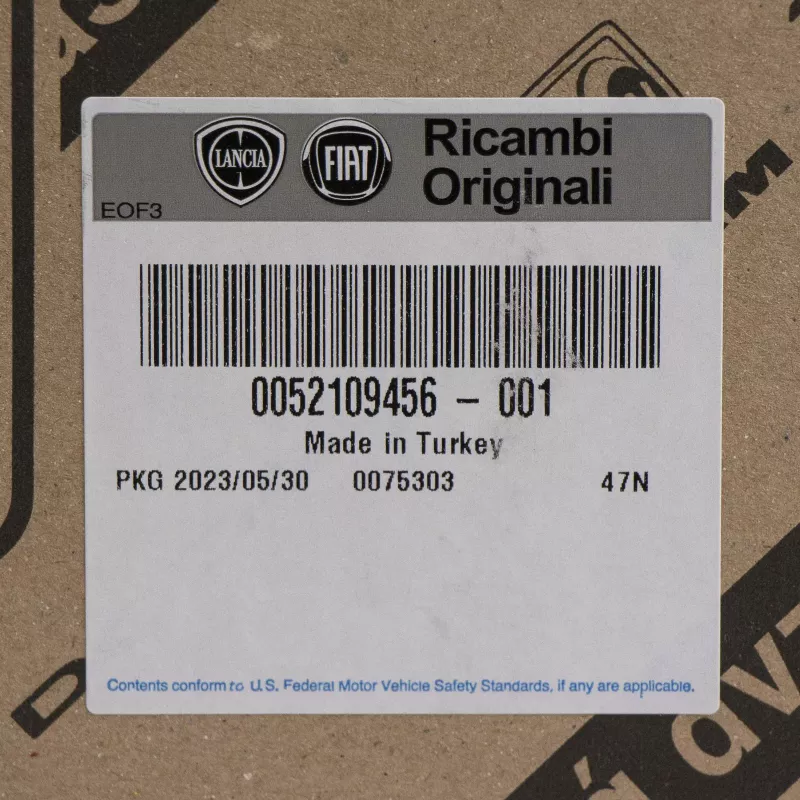 LANCIA
FIAT
Ricambi
Originali
EOF3
0052109456 - 001
Made in Turkey
PKG 2023/05/30 0075303 47N
Contents conform to U.S. Federal Motor Vehicle Safety Standards, if any are applicable.